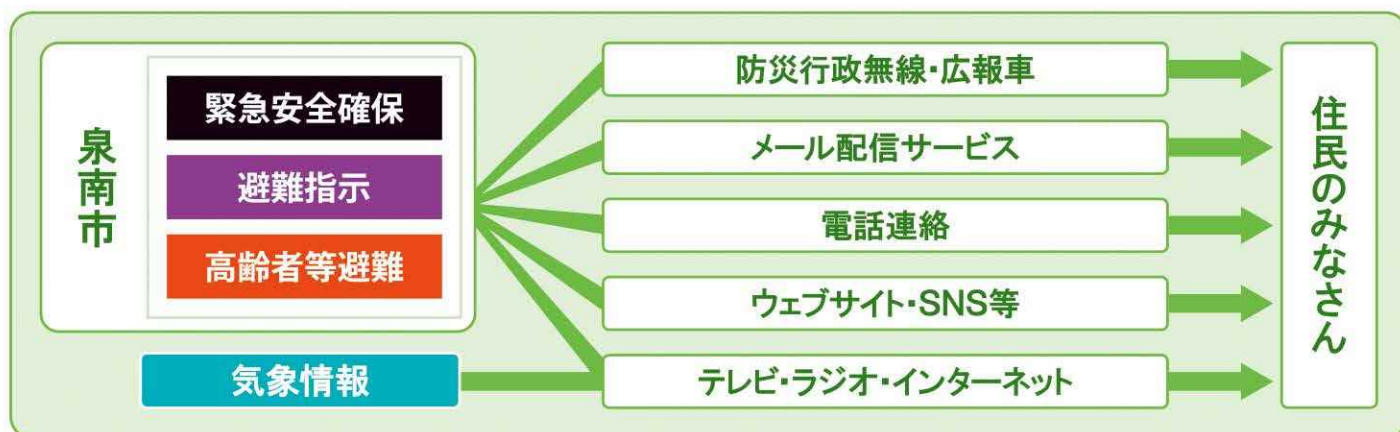 泉南市
緊急安全確保
避難指示
高齢者等避難
気象情報
防災行政無線・広報車
メール配信サービス
電話連絡
ウェブサイト・SNS等
テレビ・ラジオ・インターネット
住民のみなさん